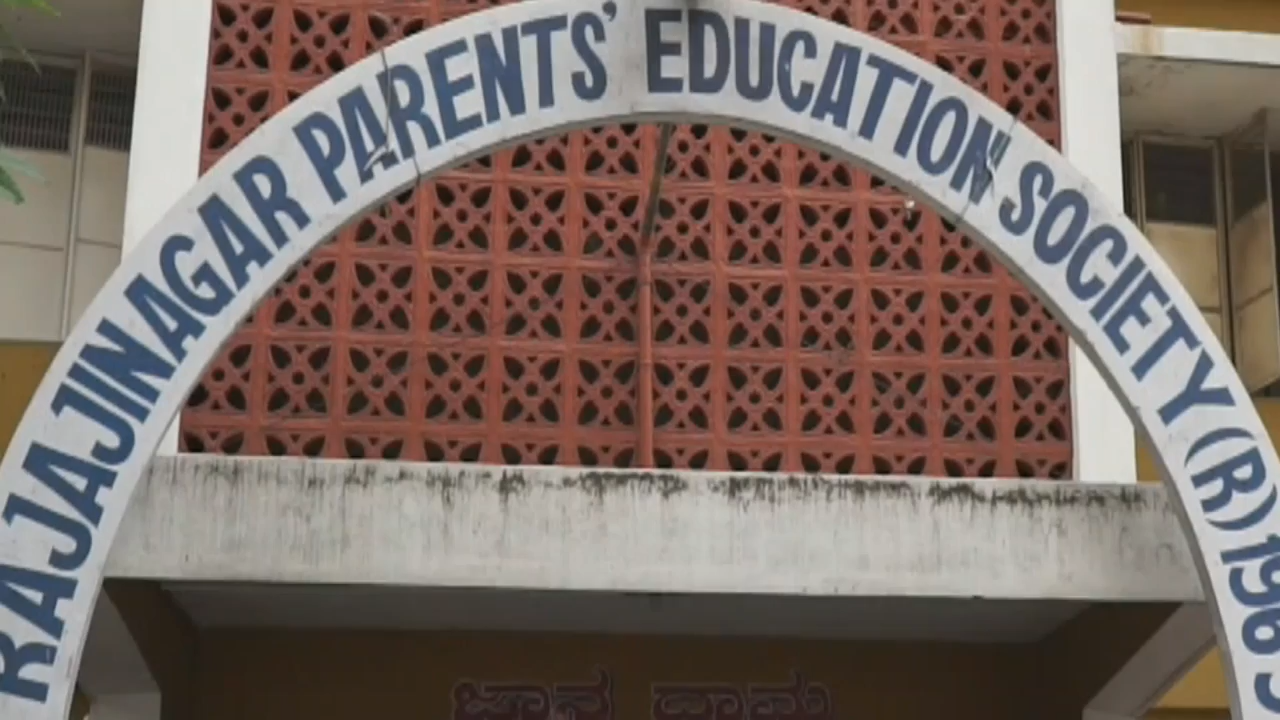 RAJAJINAGAR PARENTS' EDUCATION SOCIETY (R) 196
ಜ್ಞಾನ ಧಾಮ